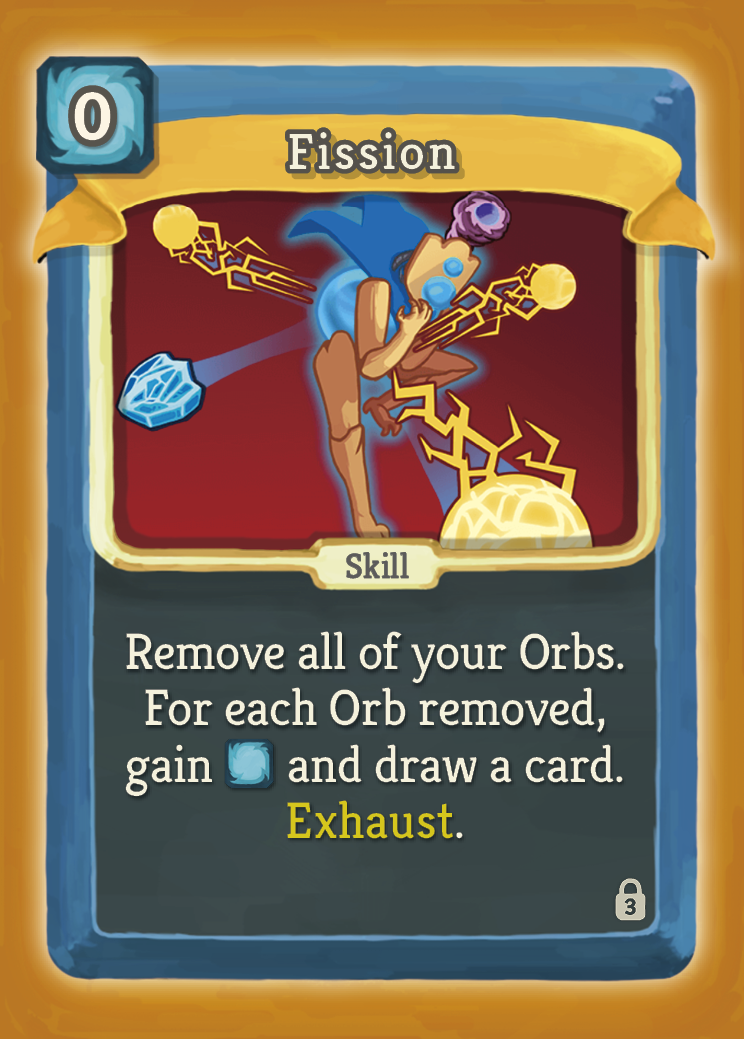 0
Fission
Skill
Remove all of your Orbs.
For each Orb removed,
gain and draw a card.
Exhaust.
3